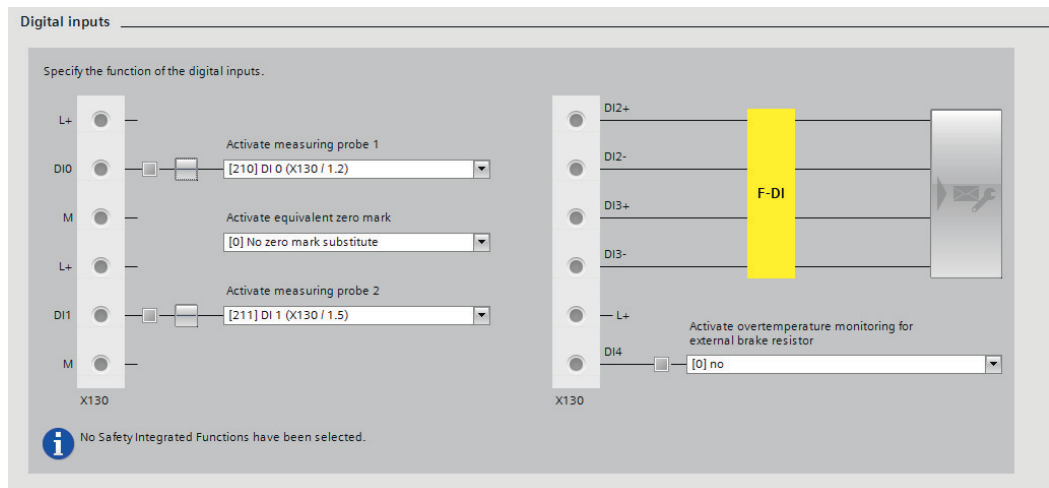 Digital inputs
Specify the function of the digital inputs.
L+
DI0
M
L+
DI1
M
X130
Activate measuring probe 1
[210] DI 0 (X130 / 1.2)
Activate equivalent zero mark
[0] No zero mark substitute
Activate measuring probe 2
[211] DI 1 (X130 / 1.5)
DI2+
DI2-
DI3+
DI3-
L+
DI4
X130
F-DI
Activate overtemperature monitoring for
external brake resistor
[0] no
i
No Safety Integrated Functions have been selected.